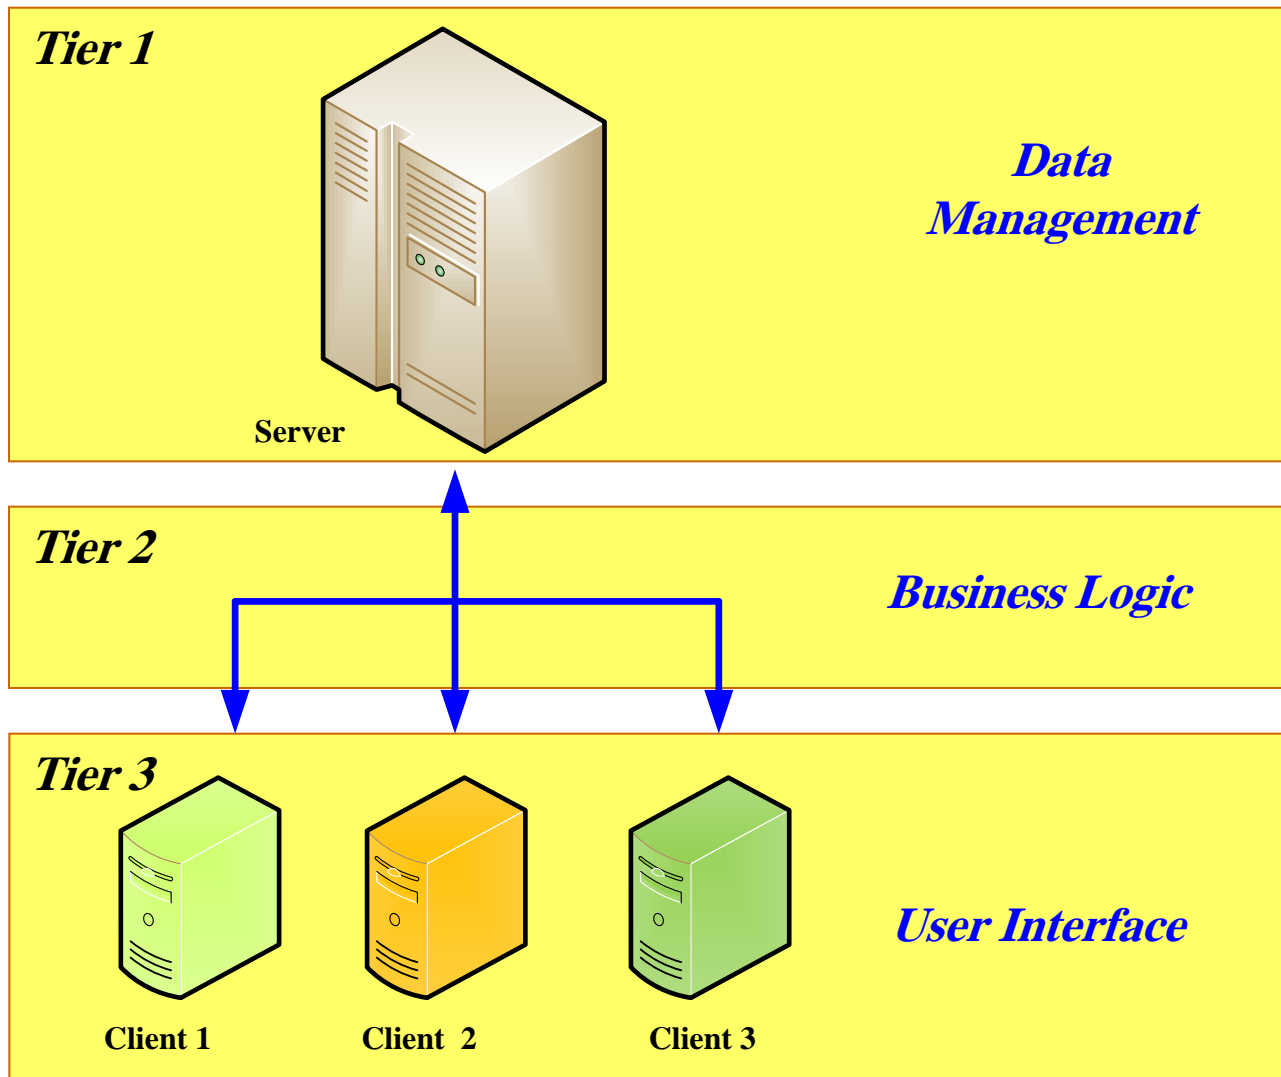 Tier 1
Data
Management
Server
Tier 2
Business Logic
Tier 3
User Interface
Client 1
Client  2
Client 3